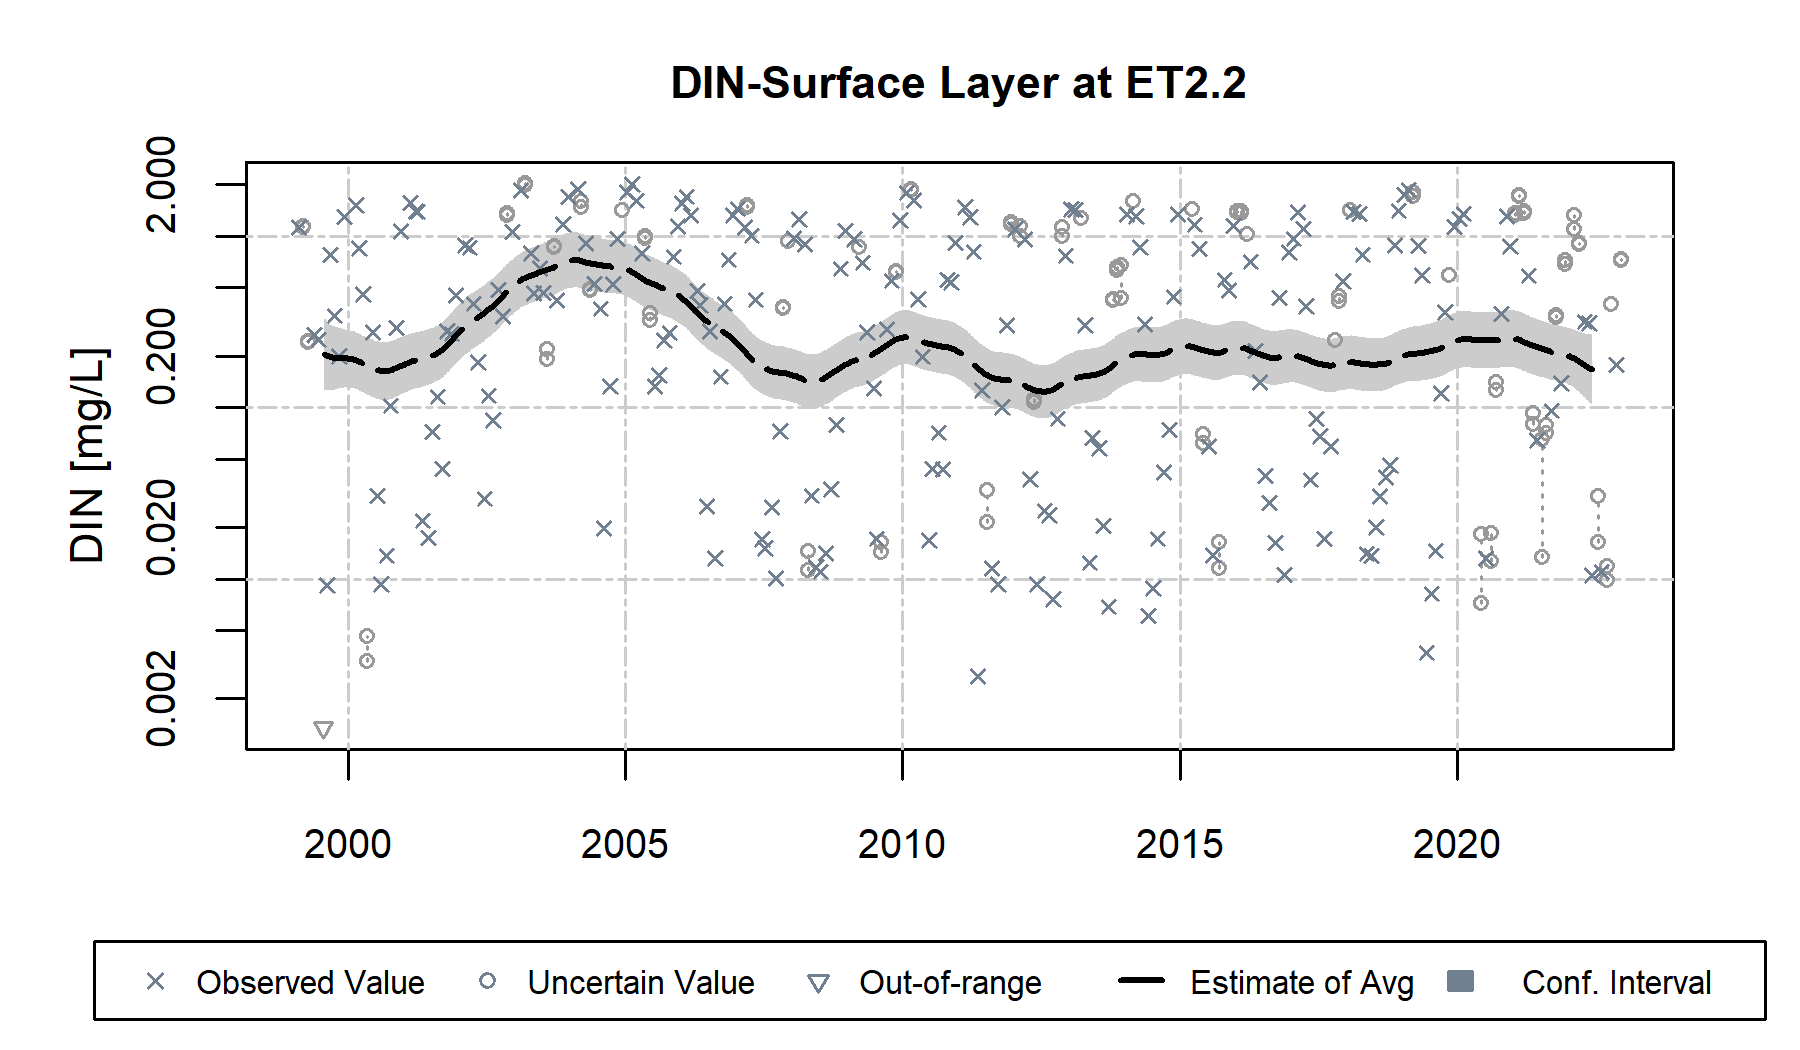 DIN-Surface Layer at ET2.2
DIN [mg/L]
2.000
0.200
0.020
0.002
2000 2005 2010 2015 2020
Observed Value Uncertain Value Out-of-range Estimate of Avg Conf. Interval